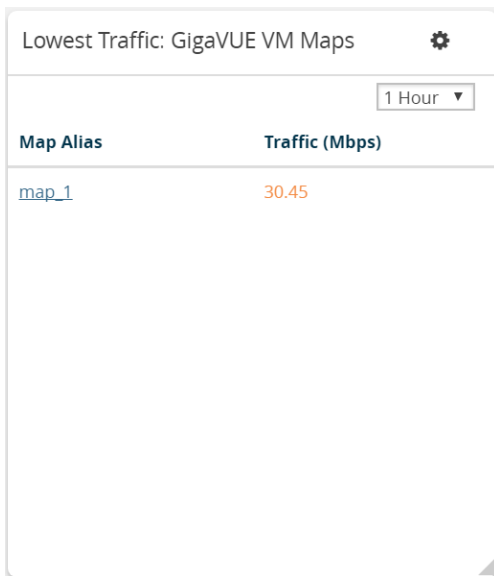 Lowest Traffic: GigaVUE VM Maps
1 Hour
Map Alias Traffic (Mbps)
map_1 30.45